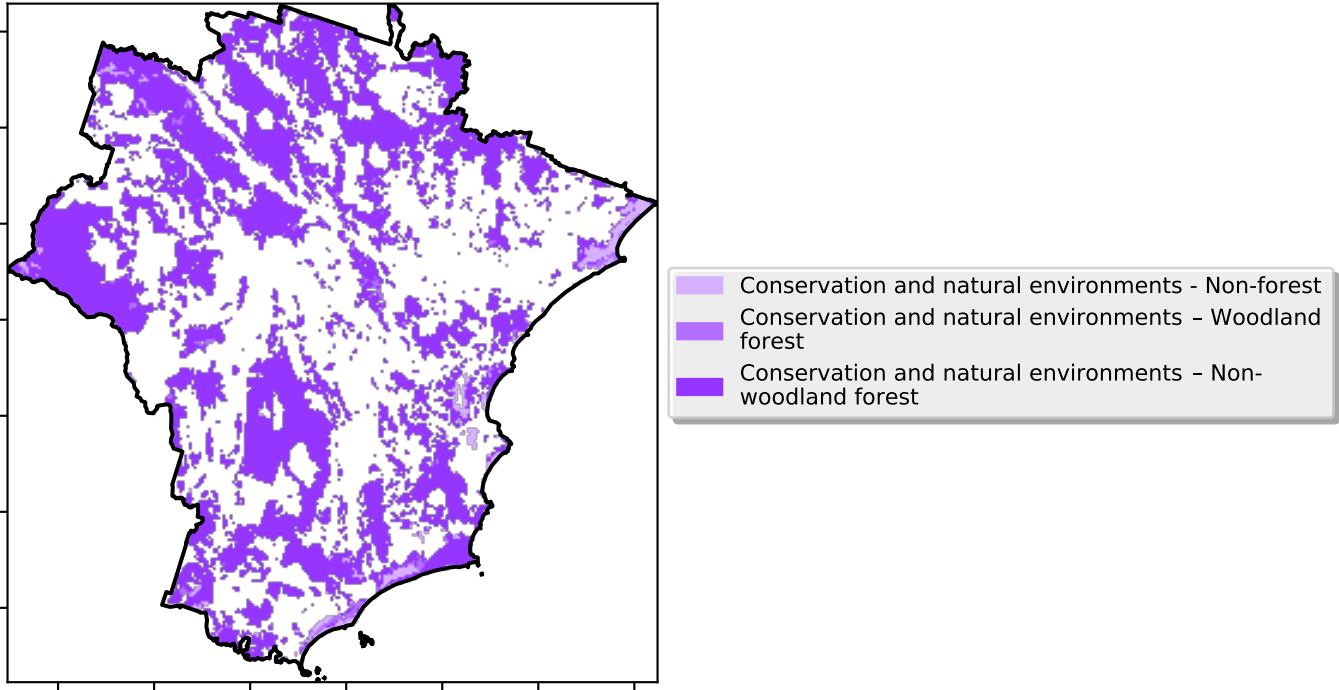 Conservation and natural environments - Non-forest
Conservation and natural environments – Woodland
forest
Conservation and natural environments – Non-
woodland forest